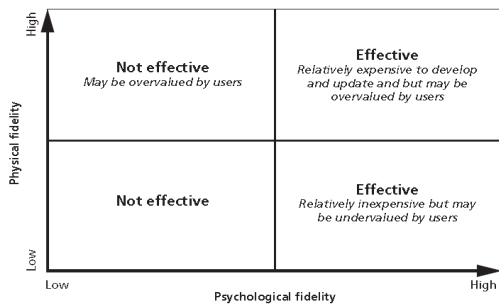 High
Physical fidelity
Low
Not effective
May be overvalued by users
Effective
Relatively expensive to develop
and update and but may be
overvalued by users
Not effective
Effective
Relatively inexpensive but may
be undervalued by users
Low
High
Psychological fidelity